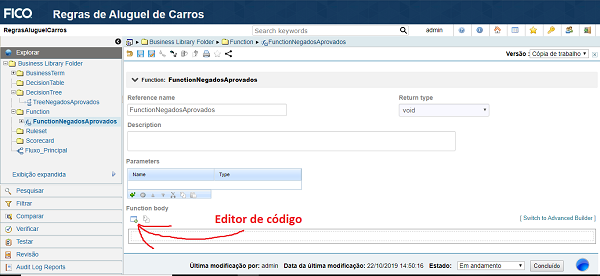 FICO Regras de Aluguel de Carros
RegrasAluguelCarros Search keywords admin
Explorar Business Library Folder Function FunctionNegadosAprovados
Business Library Folder
BusinessTerm
DecisionTable
DecisionTree
TreeNegadosAprovados
Function
FunctionNegadosAprovados
Ruleset
Scorecard
Fluxo_Principal
Exibição expandida
Pesquisar
Filtrar
Comparar
Verificar
Testar
Revisão
Audit Log Reports
Versão : Cópia de trabalho
Function: FunctionNegadosAprovados
Reference name Return type
FunctionNegadosAprovados void
Description
Parameters
Name Type
Function body
Editor de código
[ Switch to Advanced Builder ]
Última modificação por: admin Data da última modificação: 22/10/2019 14:50:16 Estado: Em andamento Concluído